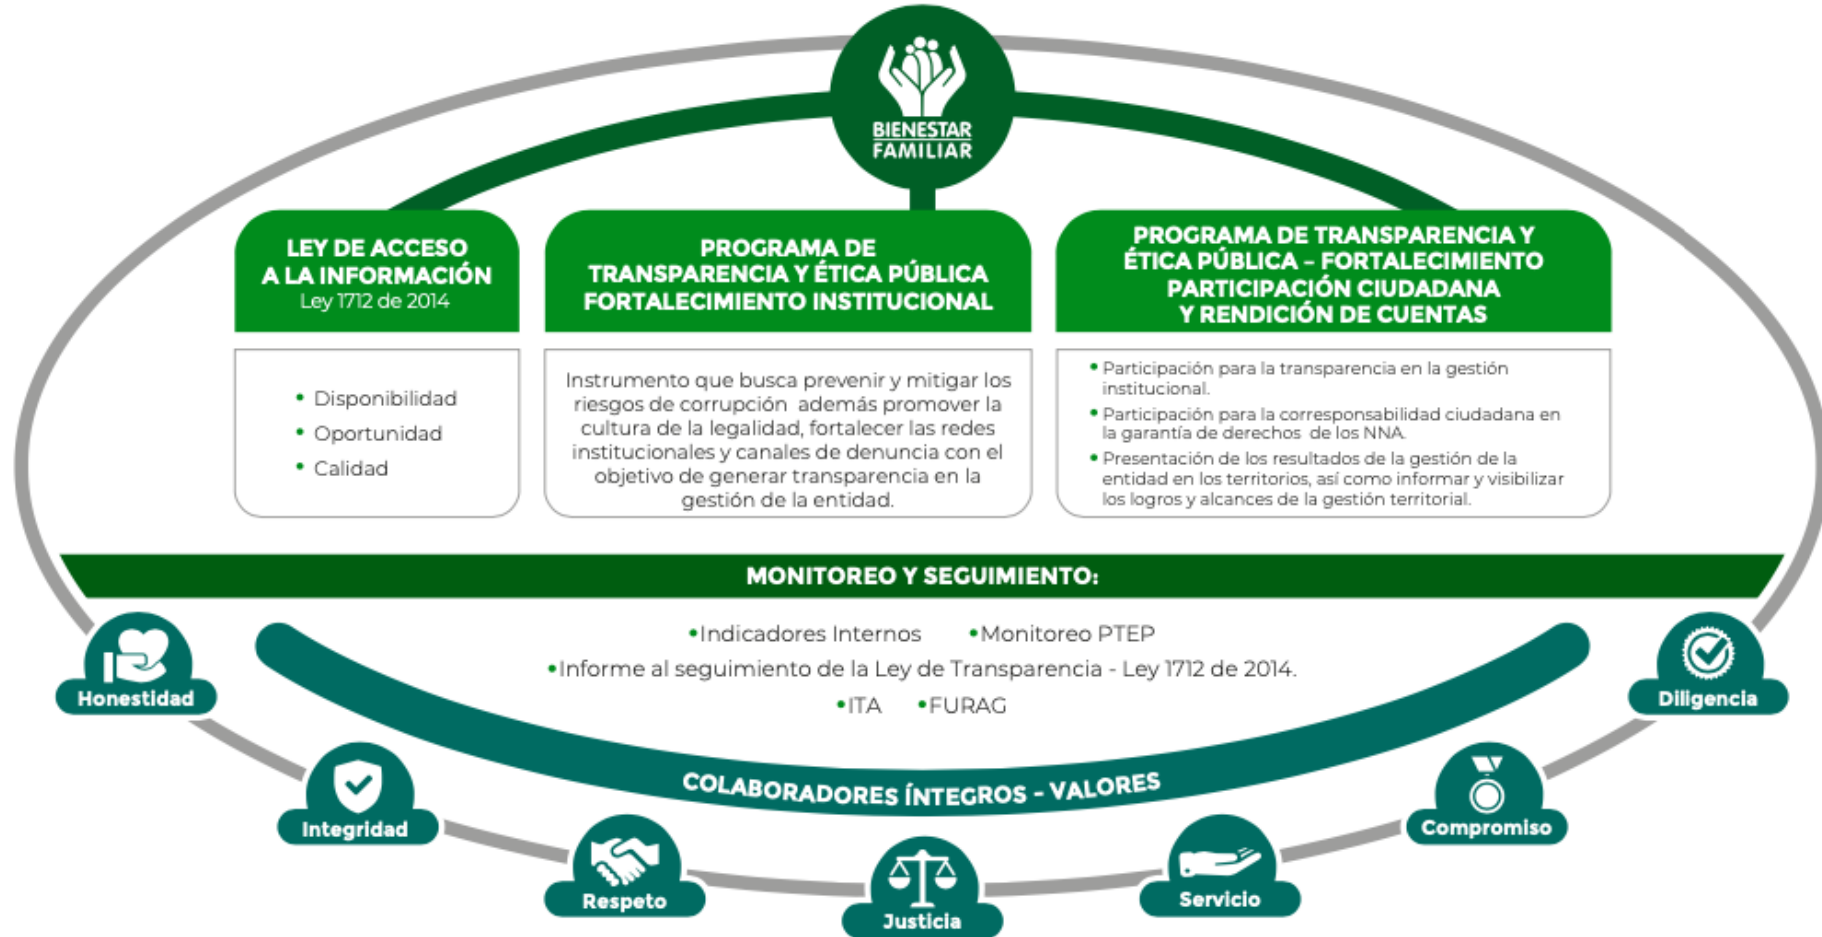 BIENESTAR
FAMILIAR
LEY DE ACCESO
A LA INFORMACIÓN
Ley 1712 de 2014
• Disponibilidad
• Oportunidad
• Calidad
PROGRAMA DE
TRANSPARENCIA Y ÉTICA PÚBLICA
FORTALECIMIENTO INSTITUCIONAL
Instrumento que busca prevenir y mitigar los
riesgos de corrupción además promover la
cultura de la legalidad, fortalecer las redes
institucionales y canales de denuncia con el
objetivo de generar transparencia en la
gestión de la entidad.
PROGRAMA DE TRANSPARENCIA Y
ÉTICA PÚBLICA – FORTALECIMIENTO
PARTICIPACIÓN CIUDADANA
Y RENDICIÓN DE CUENTAS
• Participación para la transparencia en la gestión
institucional.
• Participación para la corresponsabilidad ciudadana en
la garantía de derechos de los NNA.
• Presentación de los resultados de la gestión de la
entidad en los territorios, así como informar y visibilizar
los logros y alcances de la gestión territorial.
MONITOREO Y SEGUIMIENTO:
•Indicadores Internos •Monitoreo PTEP
•Informe al seguimiento de la Ley de Transparencia - Ley 1712 de 2014.
•ITA •FURAG
COLABORADORES ÍNTEGROS - VALORES
Honestidad
Integridad
Respeto
Justicia
Servicio
Compromiso
Diligencia